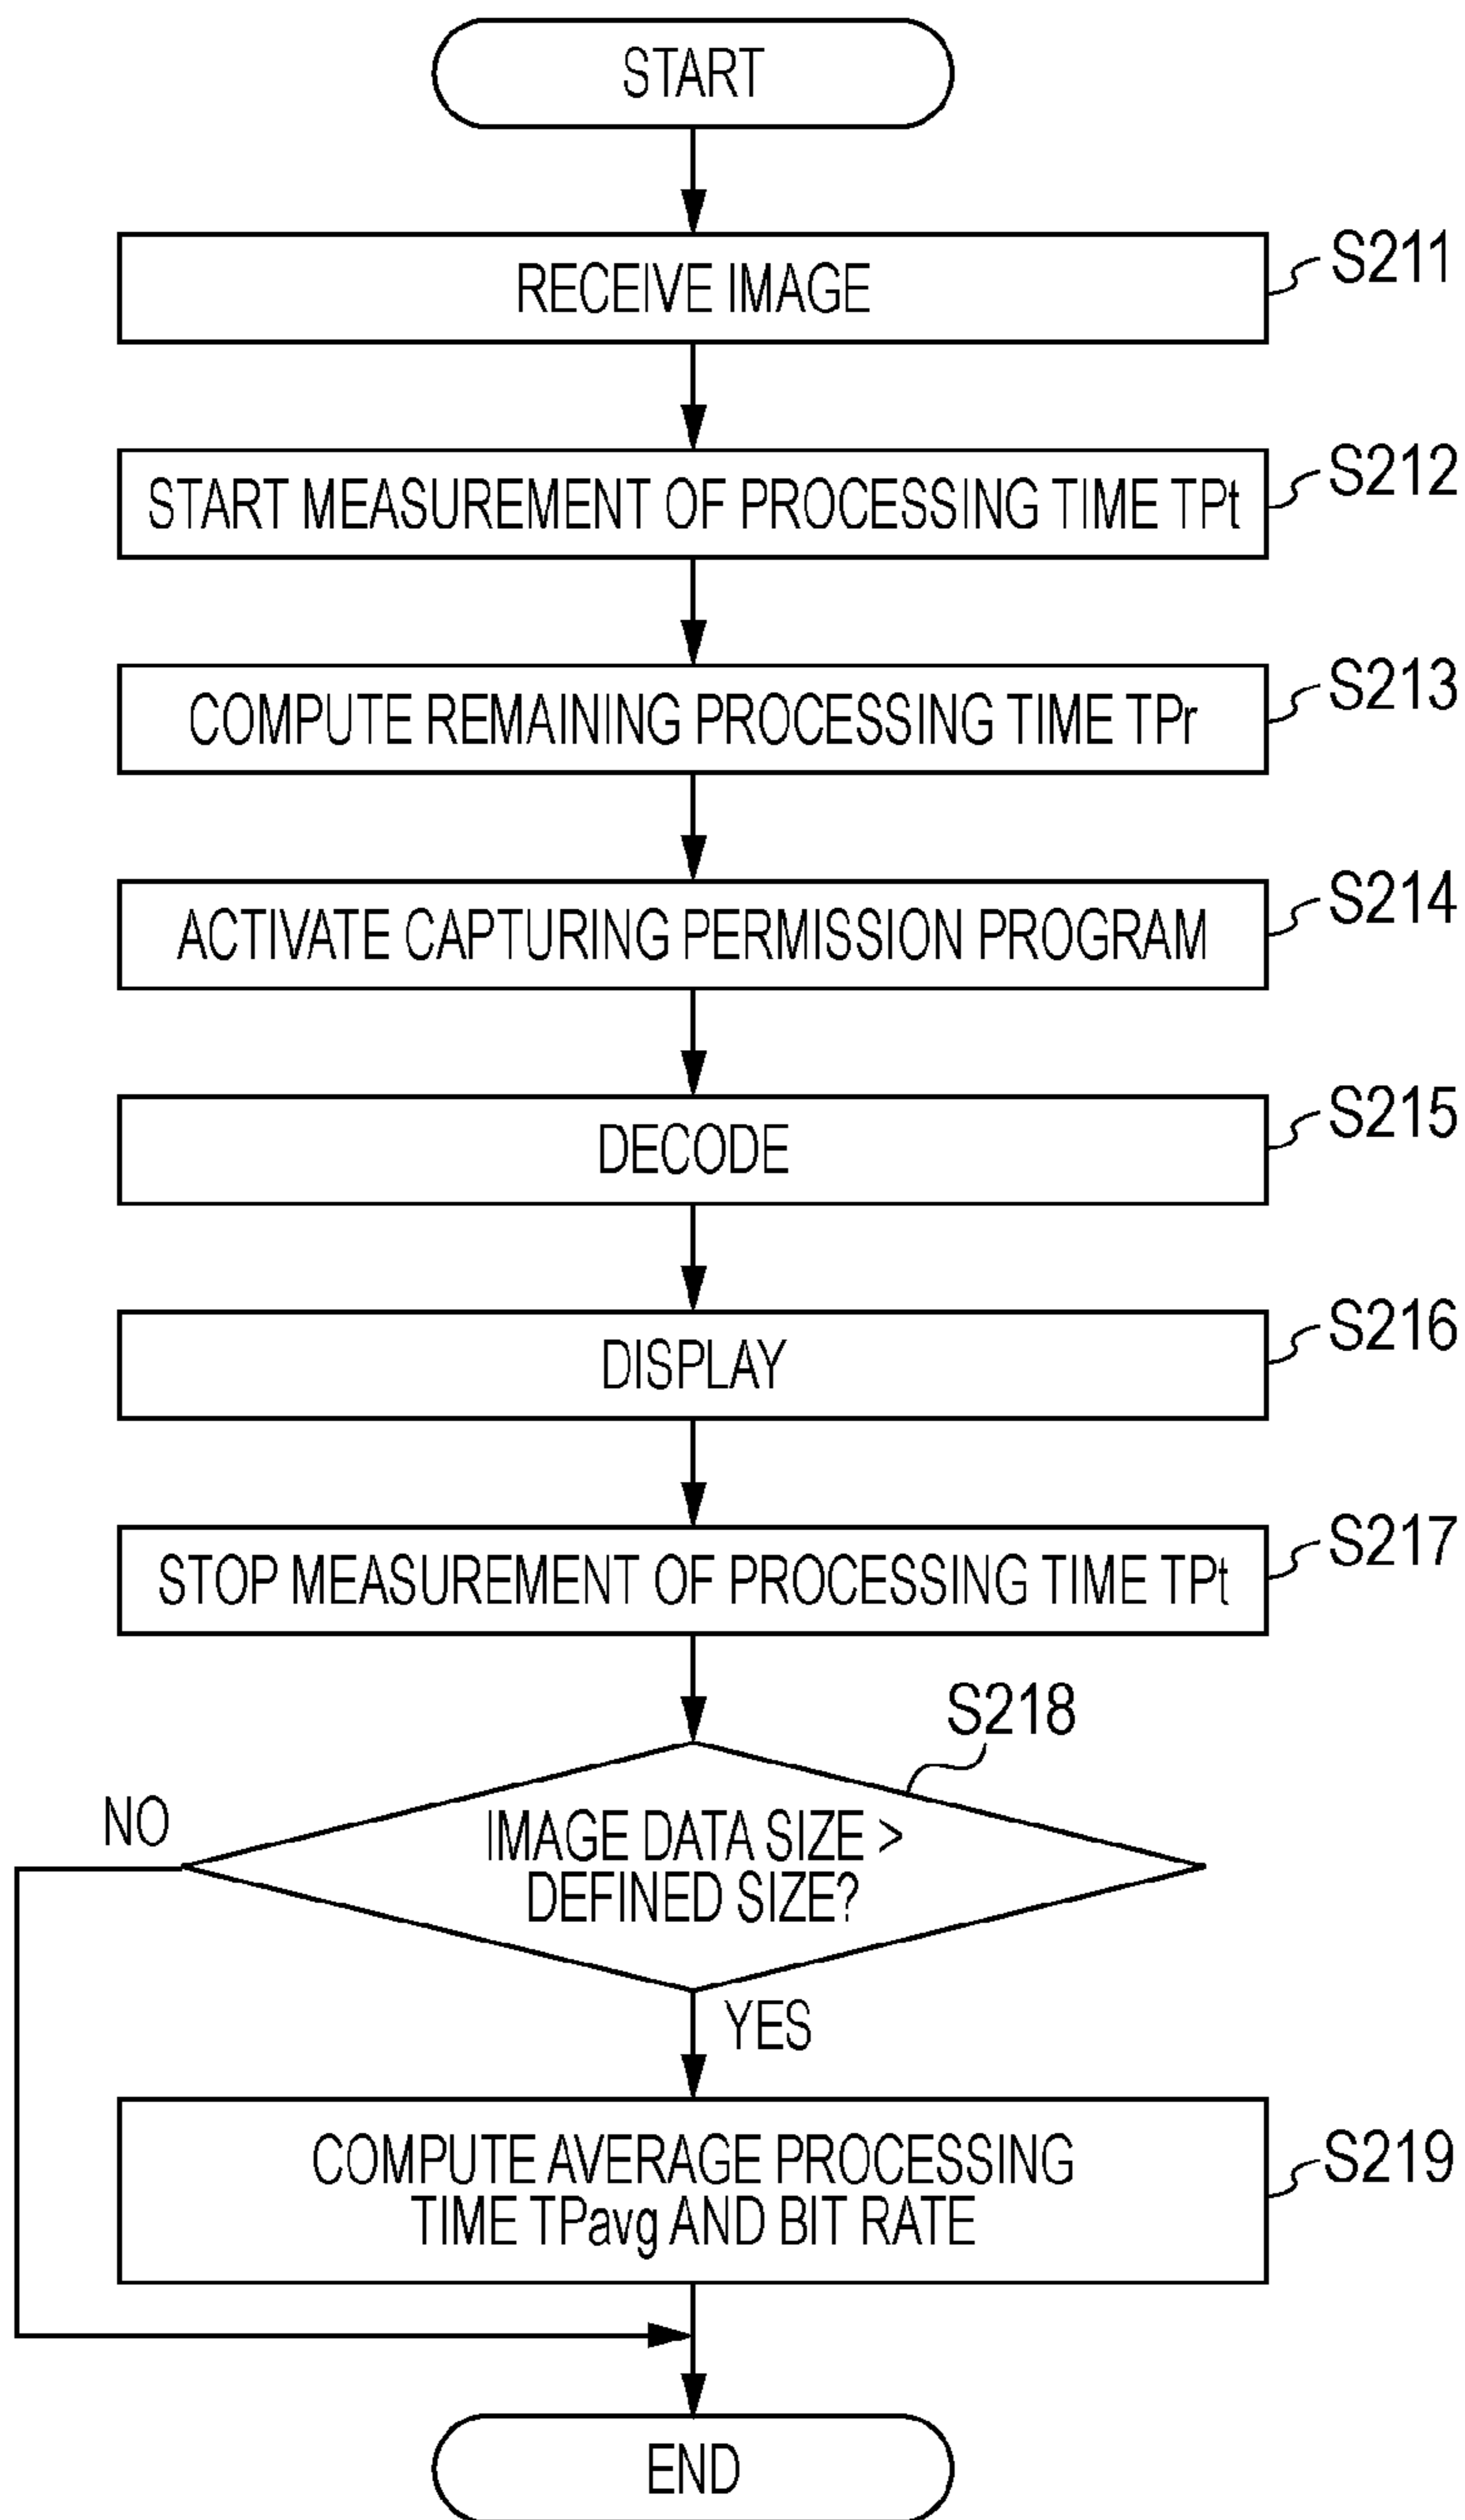 START
RECEIVE IMAGE
S211
START MEASUREMENT OF PROCESSING TIME TPt
S212
COMPUTE REMAINING PROCESSING TIME TPr
S213
ACTIVATE CAPTURING PERMISSION PROGRAM
S214
DECODE
S215
DISPLAY
S216
STOP MEASUREMENT OF PROCESSING TIME TPt
S217
S218
NO
IMAGE DATA SIZE >
DEFINED SIZE?
YES
COMPUTE AVERAGE PROCESSING
TIME TPavg AND BIT RATE
S219
END